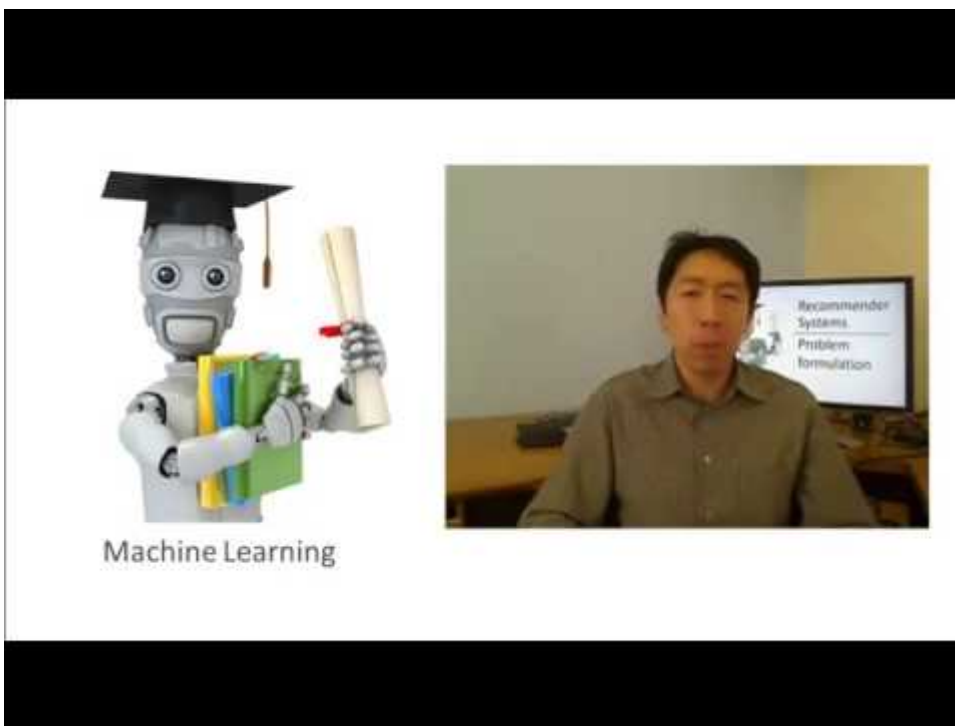 Machine Learning
Recommender
Systems
Problem
formulation